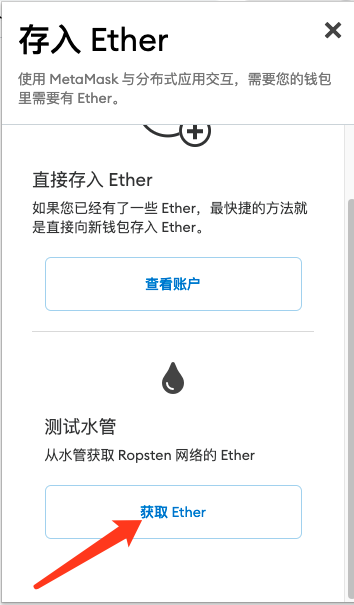 存入 Ether
使用 MetaMask 与分布式应用交互，需要您的钱包
里需要有 Ether。
直接存入 Ether
如果您已经有了一些 Ether，最快捷的方法就
是直接向新钱包存入 Ether。
查看账户
测试水管
从水管获取 Ropsten 网络的 Ether
获取 Ether